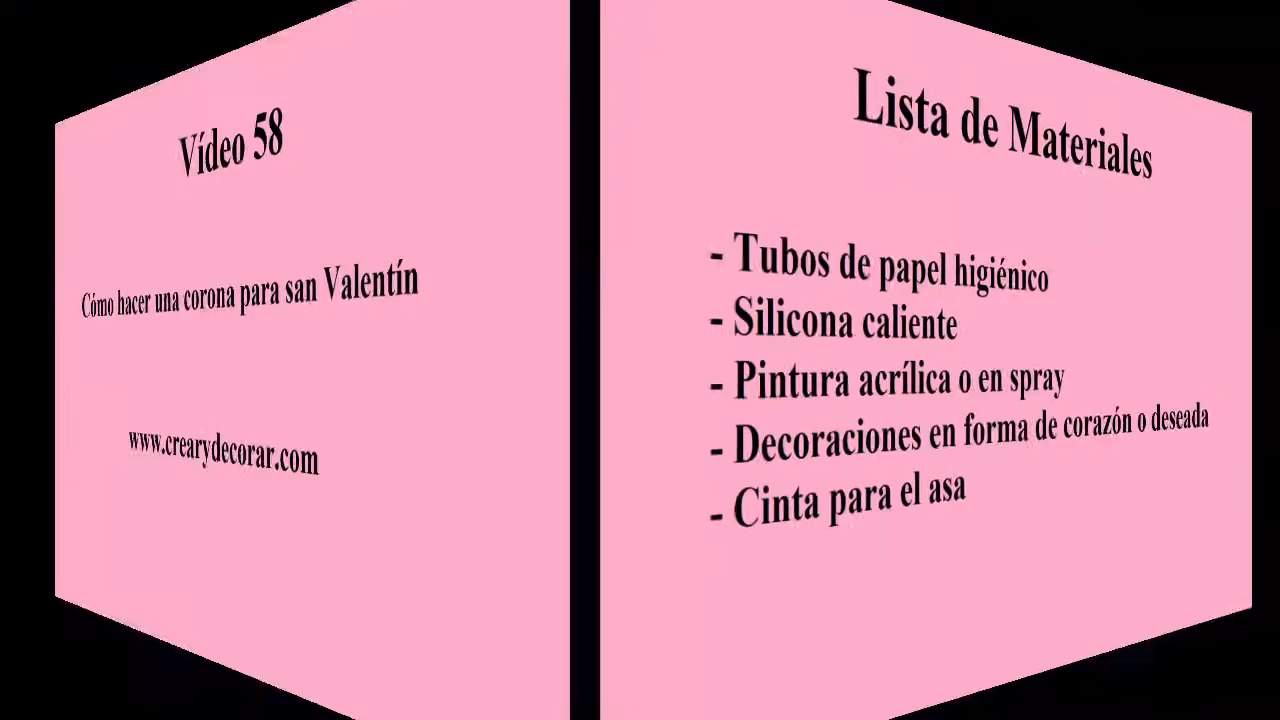 Vídeo 58
Cómo hacer una corona para san Valentín
www.crearydecorar.com
Lista de Materiales
- Tubos de papel higiénico
- Silicona caliente
- Pintura acrílica o en spray
- Decoraciones en forma de corazón o deseada
- Cinta para el asa